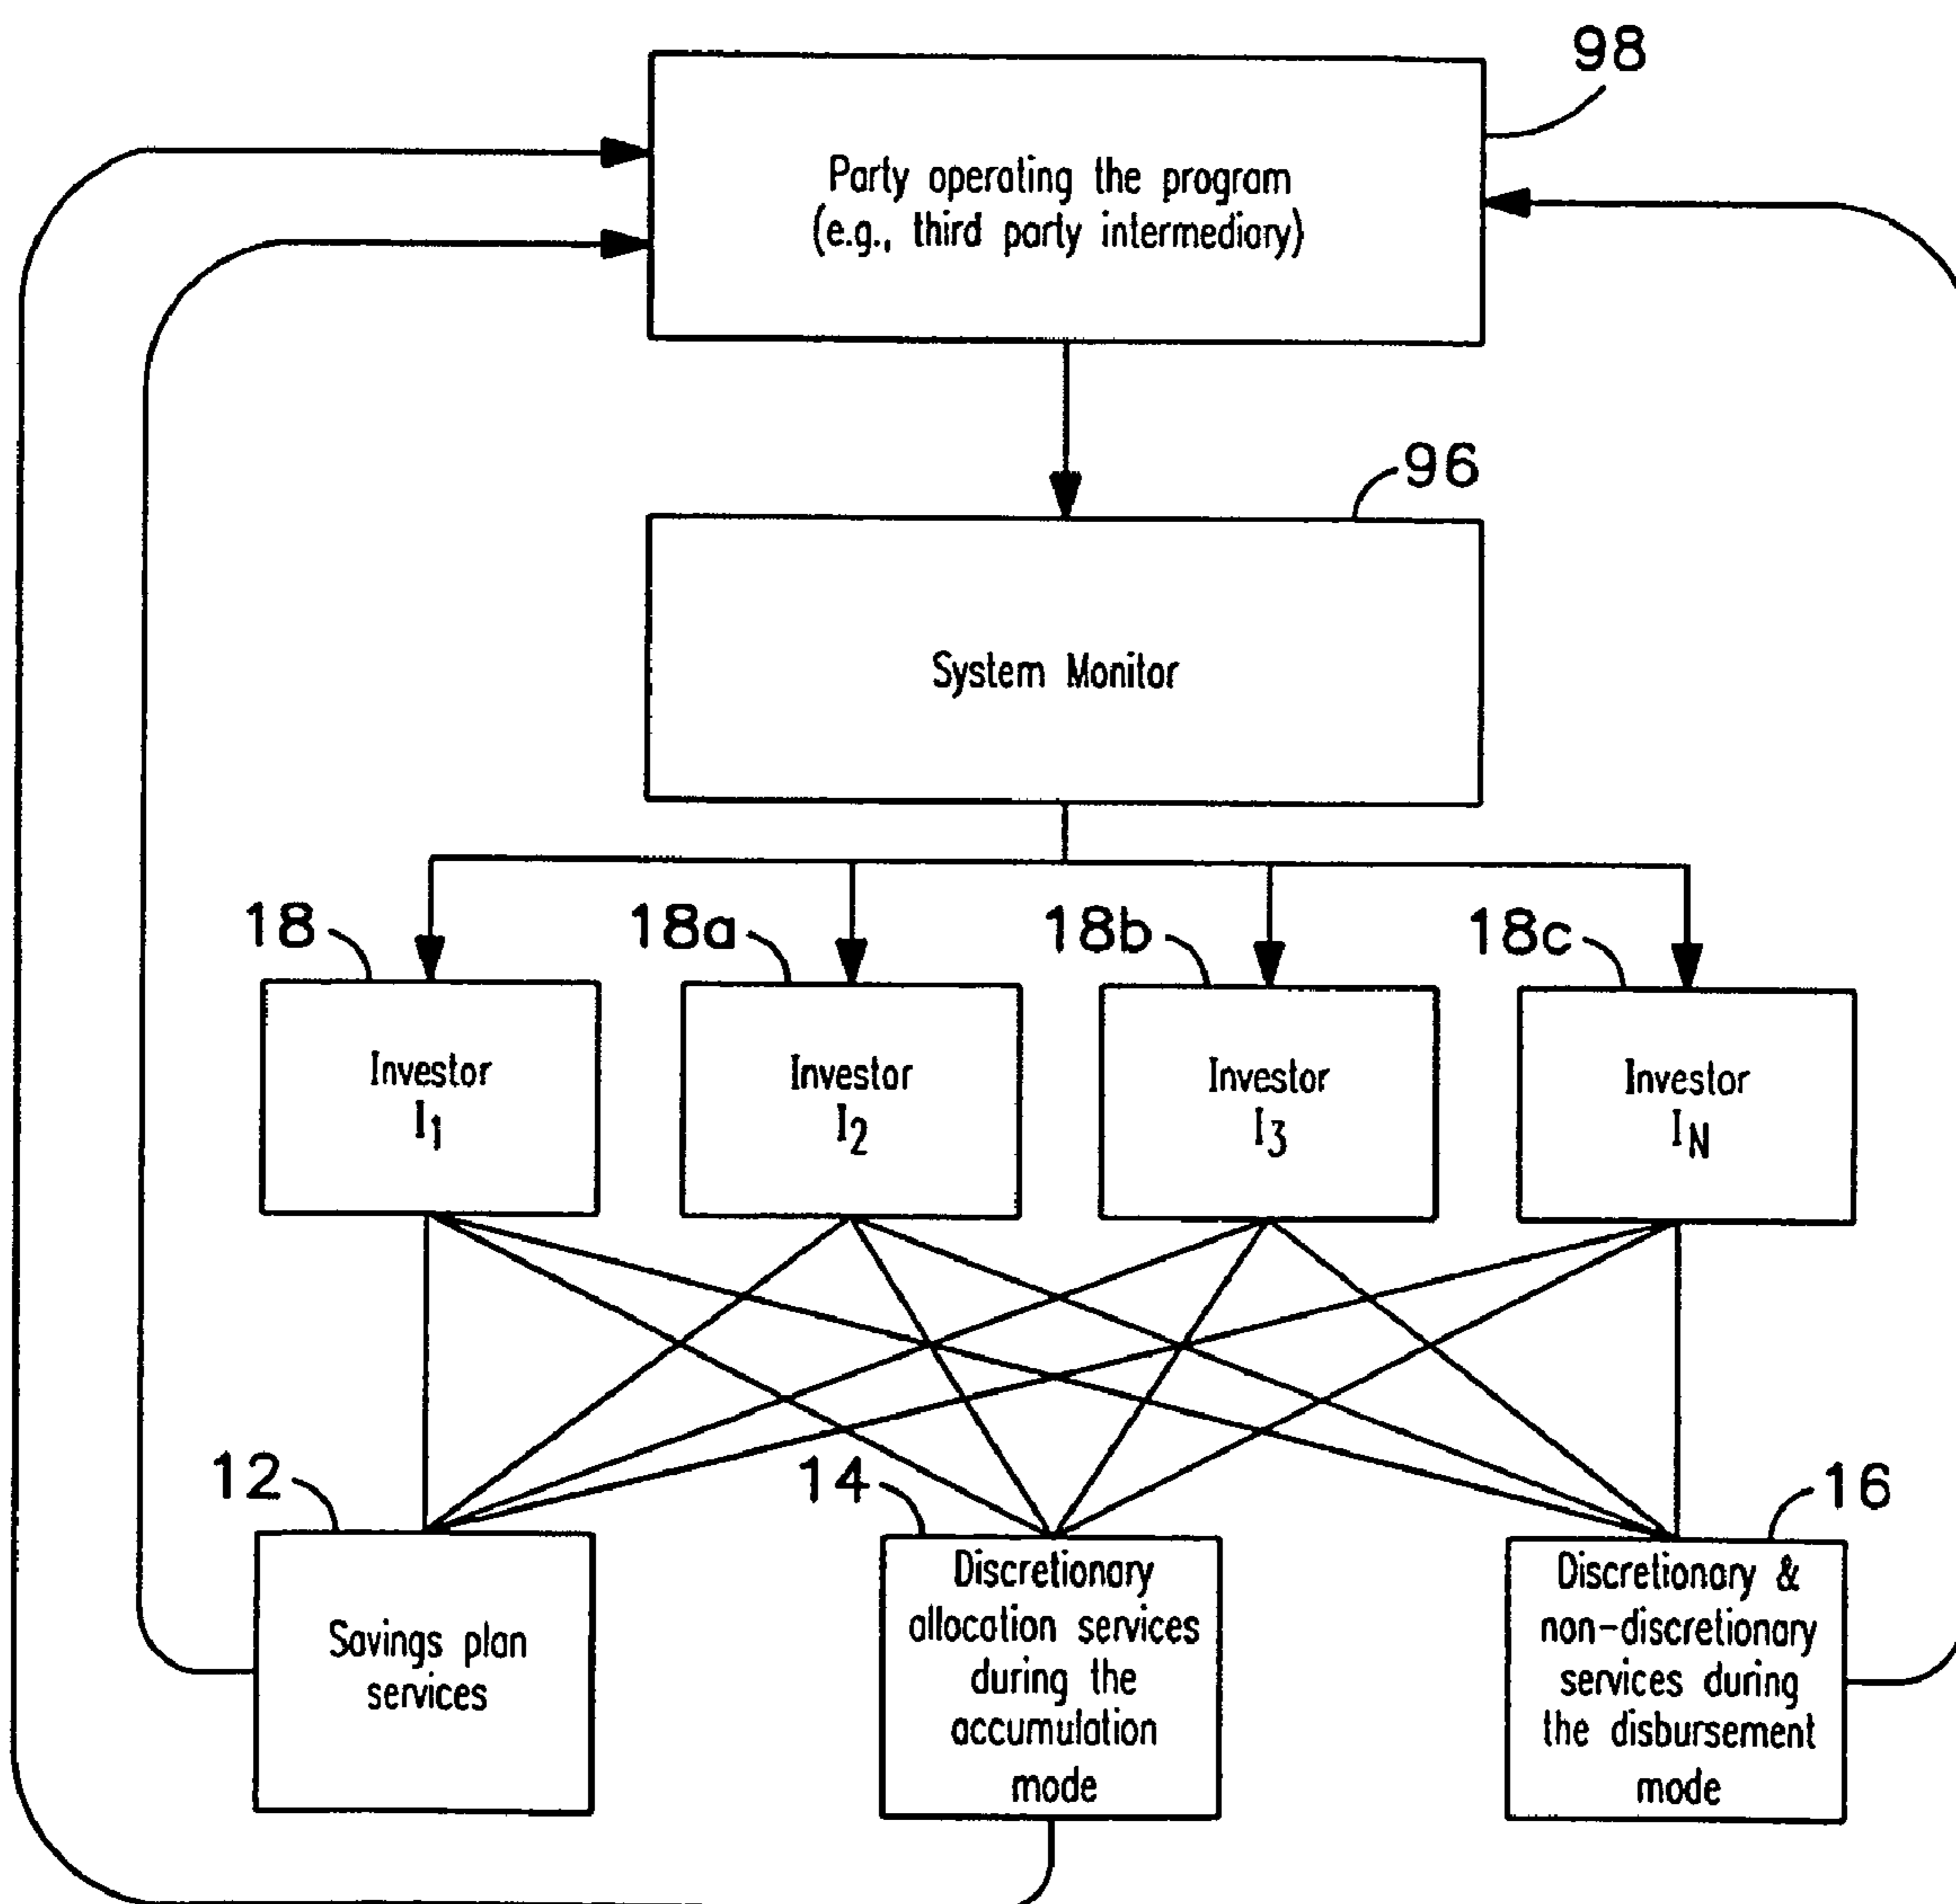 98
Party operating the program
(e.g., third party intermediary)
96
System Monitor
18
18a
18b
18c
Investor
I1
Investor
I2
Investor
I3
Investor
IN
12
14
16
Savings plan
services
Discretionary
allocation services
during the
accumulation
mode
Discretionary &
non-discretionary
services during
the disbursement
mode